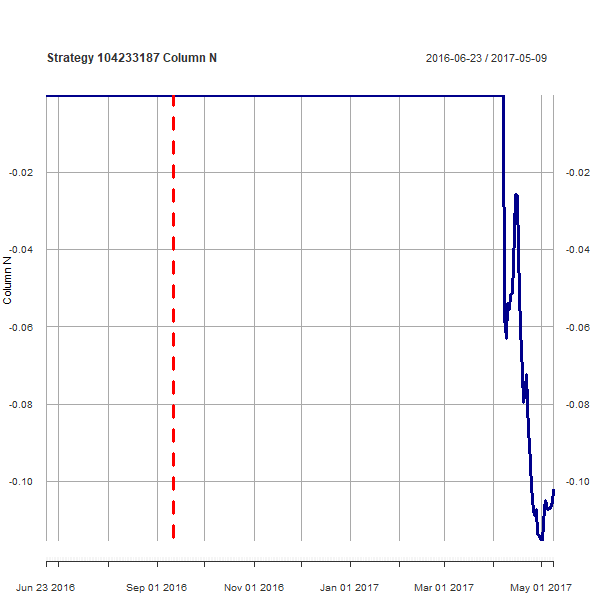 Strategy 104233187 Column N
2016-06-23 / 2017-05-09
-0.02
-0.02
-0.04
-0.04
Column N
-0.06
-0.06
-0.08
-0.08
-0.10
-0.10
Jun 23 2016
Sep 01 2016
Nov 01 2016
Jan 01 2017
Mar 01 2017
May 01 2017